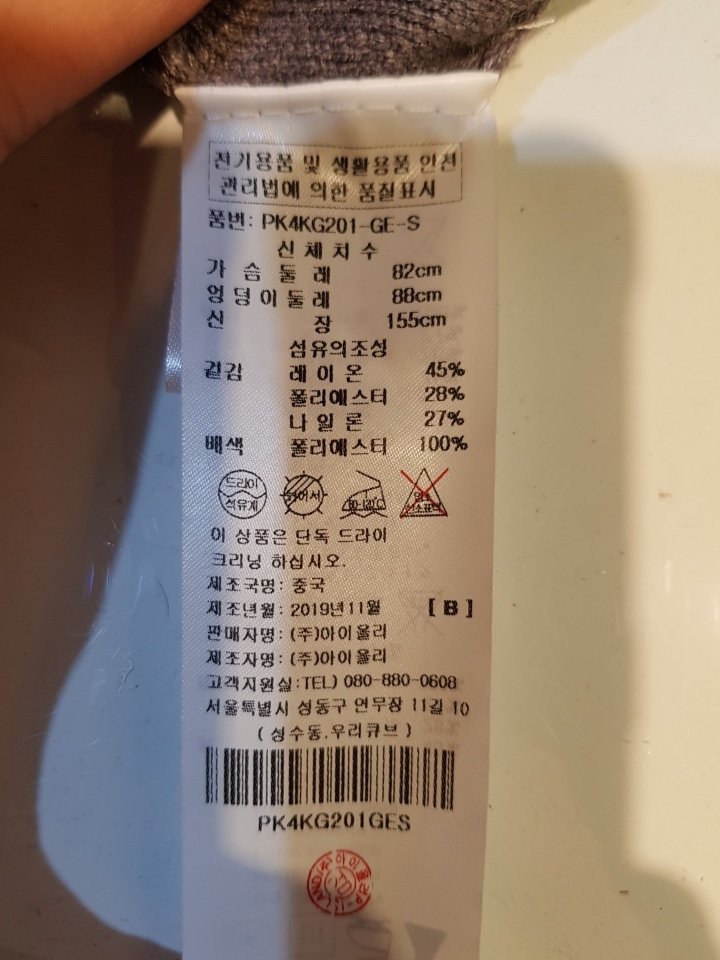 전기용품 및 생활용품 안전
관리법에 의한 품질표시
품번: PK4KG201-GE-S
신체치수
가슴둘레 82cm
엉덩이둘레 88cm
신장 155cm
섬유의조성
겉감 레이온 45%
폴리에스터 28%
나일론 27%
배색 폴리에스터 100%
드라이
석유계
80-120℃
이 상품은 단독 드라이
크리닝 하십시오.
제조국명: 중국
제조년월: 2019년11월 [ B ]
판매자명: (주)아이올리
제조자명: (주)아이올리
고객지원실:TEL) 080-880-0608
서울특별시 성동구 연무장 11길 10
( 성수동.우리큐브 )
PK4KG201GES